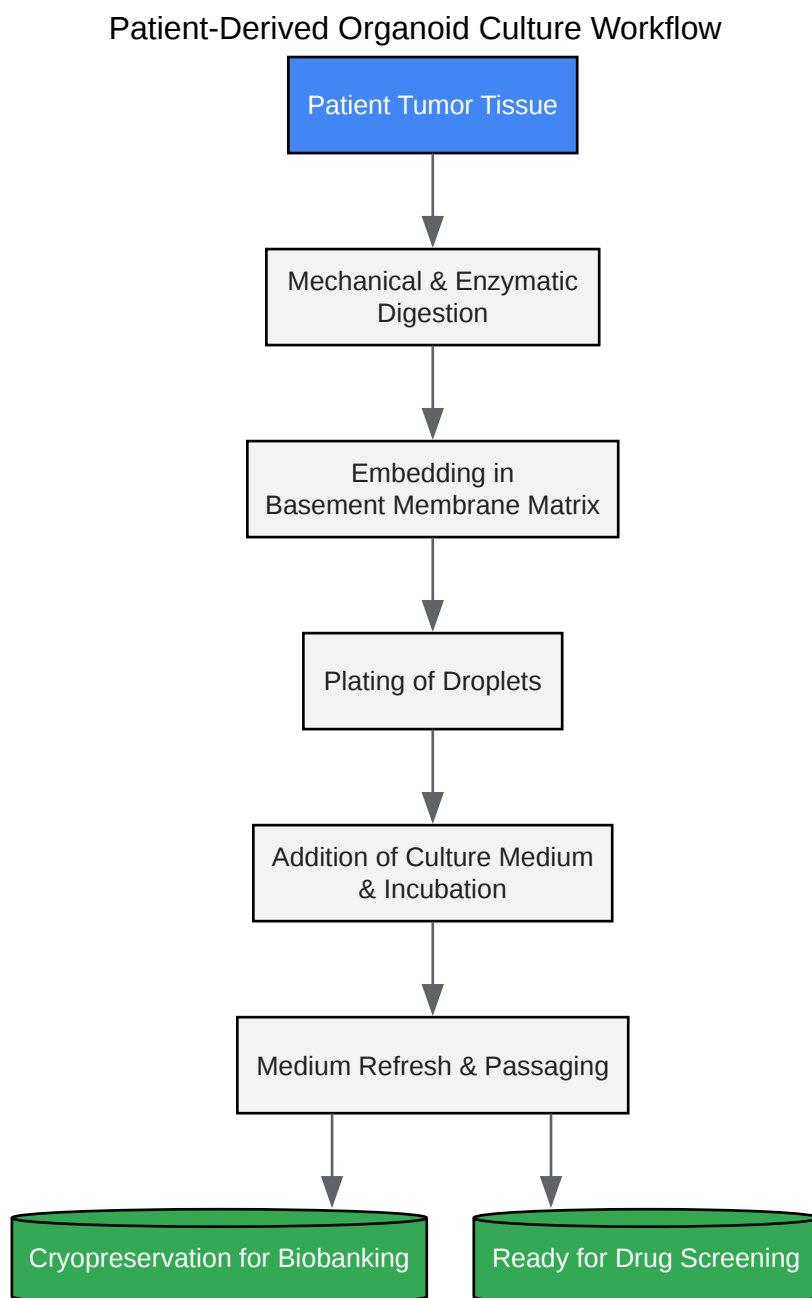 Patient-Derived Organoid Culture Workflow
Patient Tumor Tissue
Mechanical & Enzymatic
Digestion
Embedding in
Basement Membrane Matrix
Plating of Droplets
Addition of Culture Medium
& Incubation
Medium Refresh & Passaging
Cryopreservation for Biobanking
Ready for Drug Screening